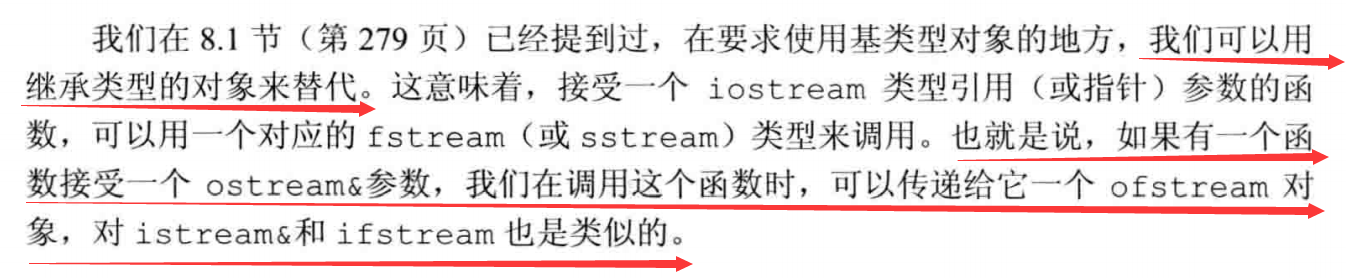 我们在 8.1 节（第 279 页）已经提到过，在要求使用基类型对象的地方，我们可以用
继承类型的对象来替代。这意味着，接受一个 iostream 类型引用（或指针）参数的函
数，可以用一个对应的 fstream（或 sstream）类型来调用。也就是说，如果有一个函
数接受一个 ostream&参数，我们在调用这个函数时，可以传递给它一个 ofstream 对
象，对 istream&和 ifstream 也是类似的。